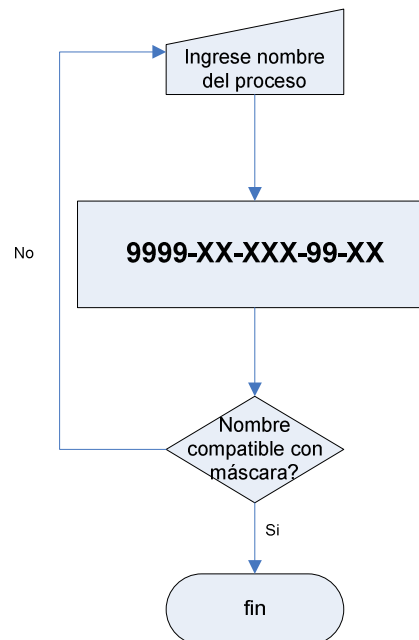 Ingrese nombre
del proceso
No
9999-XX-XXX-99-XX
Nombre
compatible con
máscara?
Si
fin